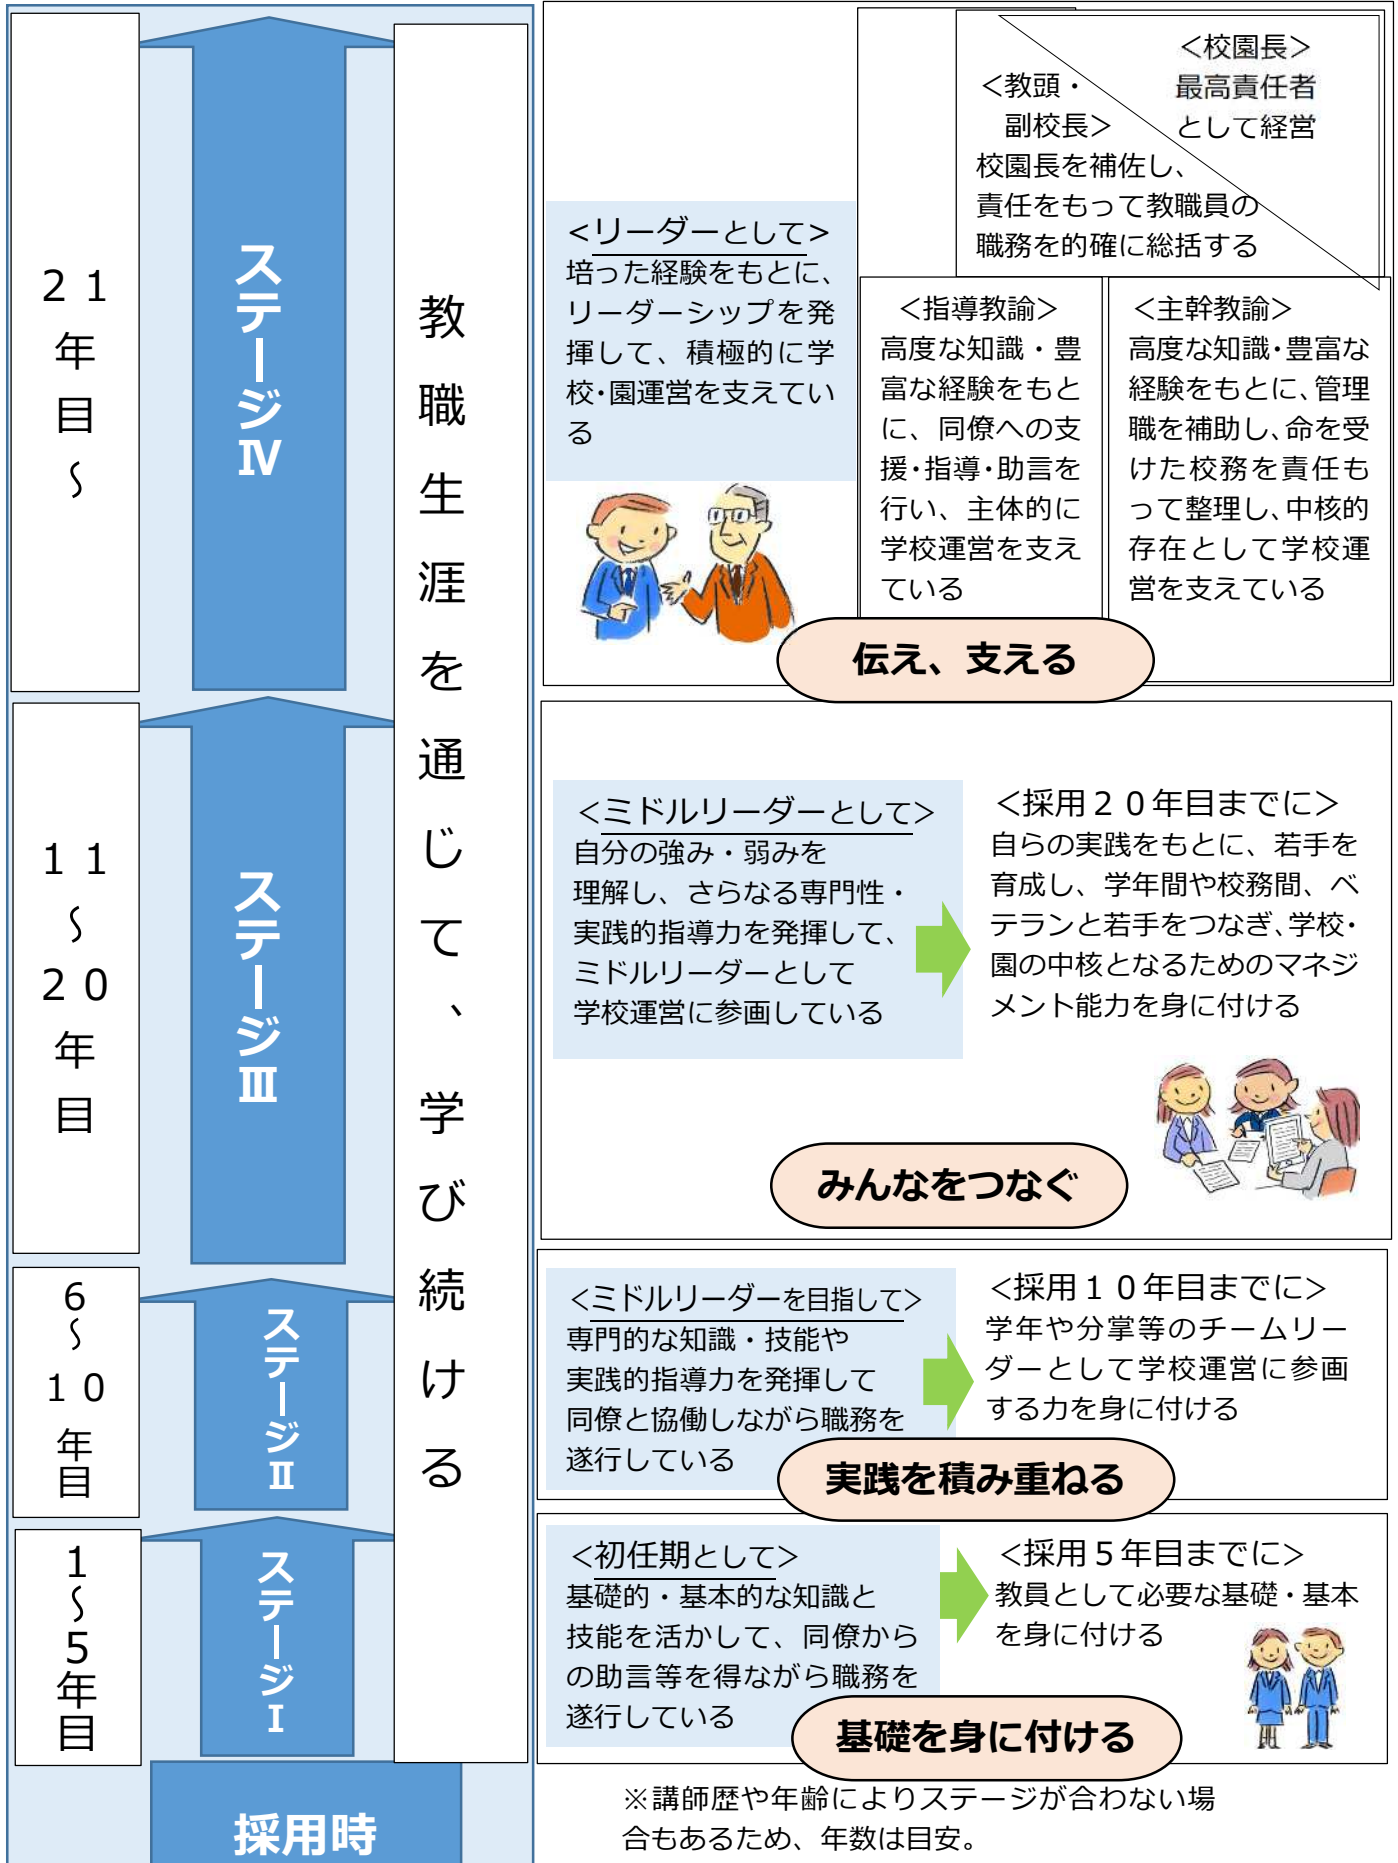 21
年
目
～
ステージⅣ
教職生涯を通じて、学び続ける
＜校園長＞
最高責任者
として経営
＜教頭・
副校長＞
校園長を補佐し、
責任をもって教職員の
職務を的確に総括する
<リーダーとして>
培った経験をもとに、
リーダーシップを発
揮して、積極的に学
校・園運営を支えてい
る
＜指導教諭＞
高度な知識・豊
富な経験をもと
に、同僚への支
援・指導・助言を
行い、主体的に
学校運営を支え
ている
＜主幹教諭＞
高度な知識・豊富な
経験をもとに、管理
職を補助し、命を受
けた校務を責任も
って整理し、中核的
存在として学校運
営を支えている
伝え、支える
11
～
20
年
目
ステージⅢ
＜ミドルリーダーとして＞
自分の強み・弱みを
理解し、さらなる専門性・
実践的指導力を発揮して、
ミドルリーダーとして
学校運営に参画している
＜採用２０年目までに＞
自らの実践をもとに、若手を
育成し、学年間や校務間、ベ
テランと若手をつなぎ、学校・
園の中核となるためのマネジ
メント能力を身に付ける
みんなをつなぐ
6
～
10
年
目
ステージⅡ
＜ミドルリーダーを目指して＞
専門的な知識・技能や
実践的指導力を発揮して
同僚と協働しながら職務を
遂行している
＜採用１０年目までに＞
学年や分掌等のチームリー
ダーとして学校運営に参画
する力を身に付ける
実践を積み重ねる
1
～
5
年
目
ステージⅠ
＜初任期として＞
基礎的・基本的な知識と
技能を活かして、同僚から
の助言等を得ながら職務を
遂行している
＜採用５年目までに＞
教員として必要な基礎・基本
を身に付ける
基礎を身に付ける
採用時
※講師歴や年齢によりステージが合わない場
合もあるため、年数は目安。